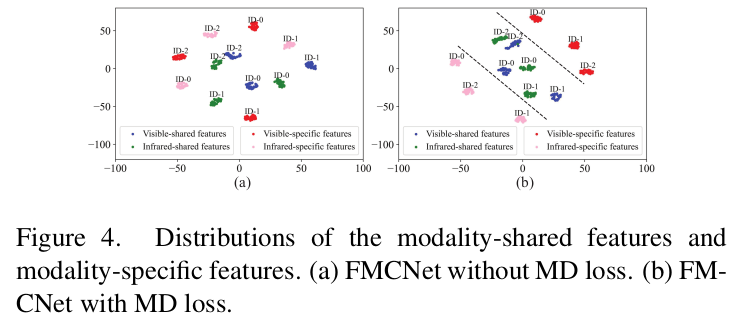 ID-0 ID-0
50 ID-2 ID-1 50 ID-2 ID-2 ID-1
ID-2 ID-2 ID-2 ID-1 ID-0 ID-0 ID-0 ID-2
0 0
ID-0 ID-0 ID-0 ID-2 ID-1 ID-1
−50 ID-1 ID-1 −50 ID-1
Visible-shared features Visible-specific features Visible-shared features Visible-specific features
−100 Infrared-shared features Infrared-specific features −100 Infrared-shared features Infrared-specific features
−100 −50 0 50 100 −100 −50 0 50 100
(a) (b)
Figure 4. Distributions of the modality-shared features and
modality-specific features. (a) FMCNet without MD loss. (b) FM-
CNet with MD loss.